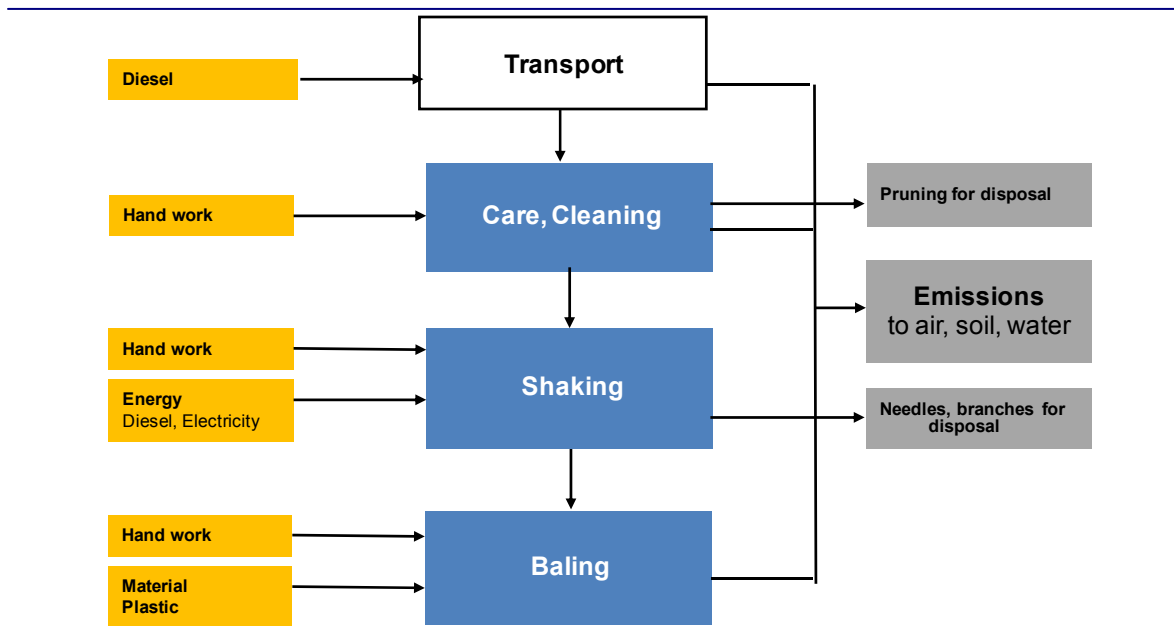 Transport
Diesel
Care, Cleaning
Hand work
Pruning for disposal
Emissions
to air, soil, water
Hand work
Shaking
Energy
Diesel, Electricity
Needles, branches for
disposal
Hand work
Baling
Material
Plastic